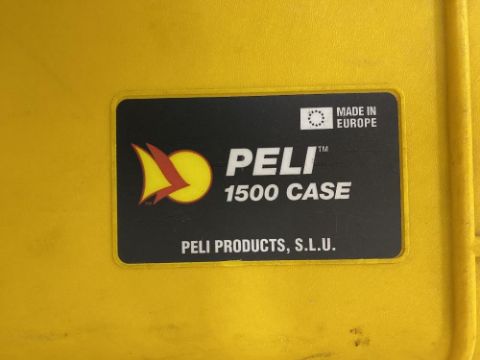 MADE IN
EUROPE
PELI™
1500 CASE
PELI PRODUCTS, S.L.U.